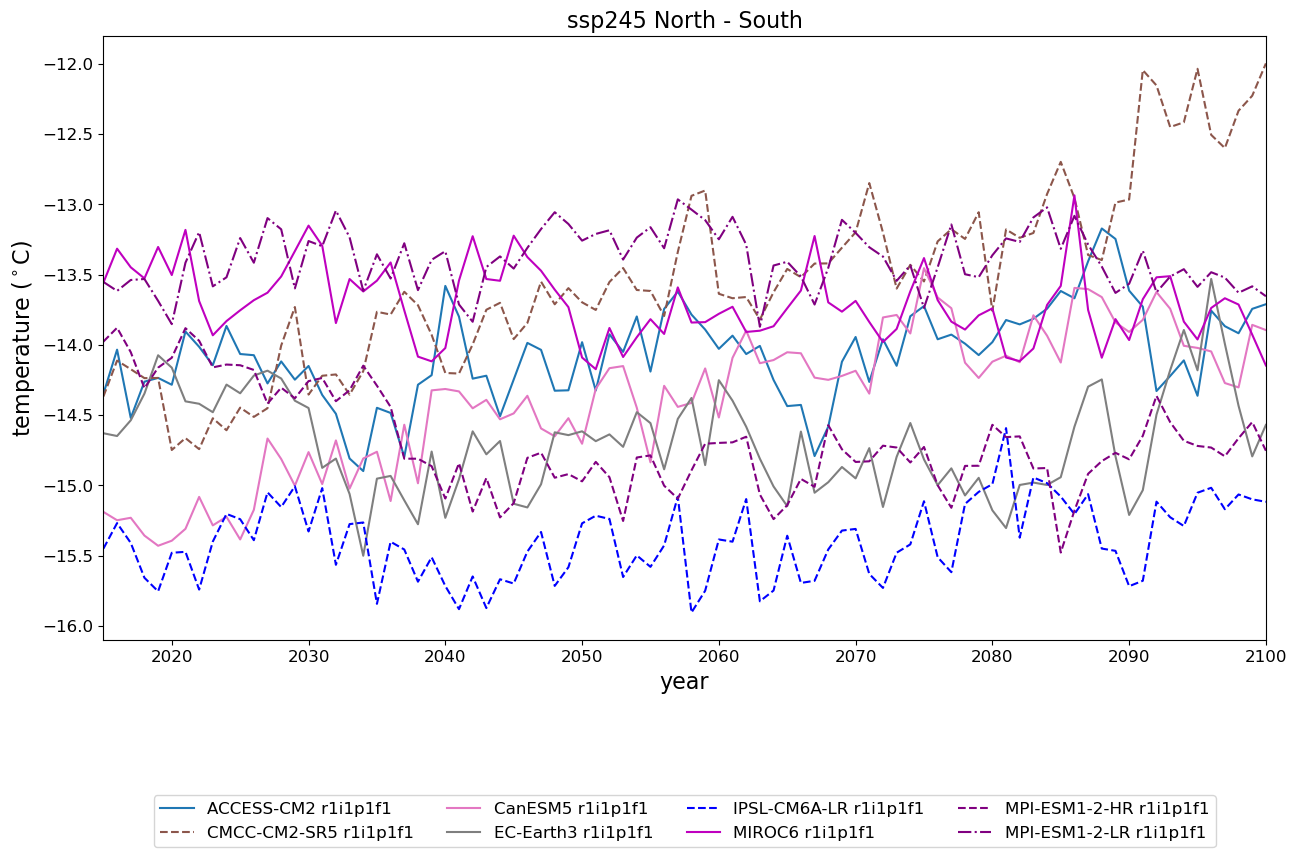 ssp245 North - South
temperature (°C)
−12.0
−12.5
−13.0
−13.5
−14.0
−14.5
−15.0
−15.5
−16.0
2020 2030 2040 2050 2060 2070 2080 2090 2100
year
ACCESS-CM2 r1i1p1f1 CanESM5 r1i1p1f1 IPSL-CM6A-LR r1i1p1f1 MPI-ESM1-2-HR r1i1p1f1
CMCC-CM2-SR5 r1i1p1f1 EC-Earth3 r1i1p1f1 MIROC6 r1i1p1f1 MPI-ESM1-2-LR r1i1p1f1